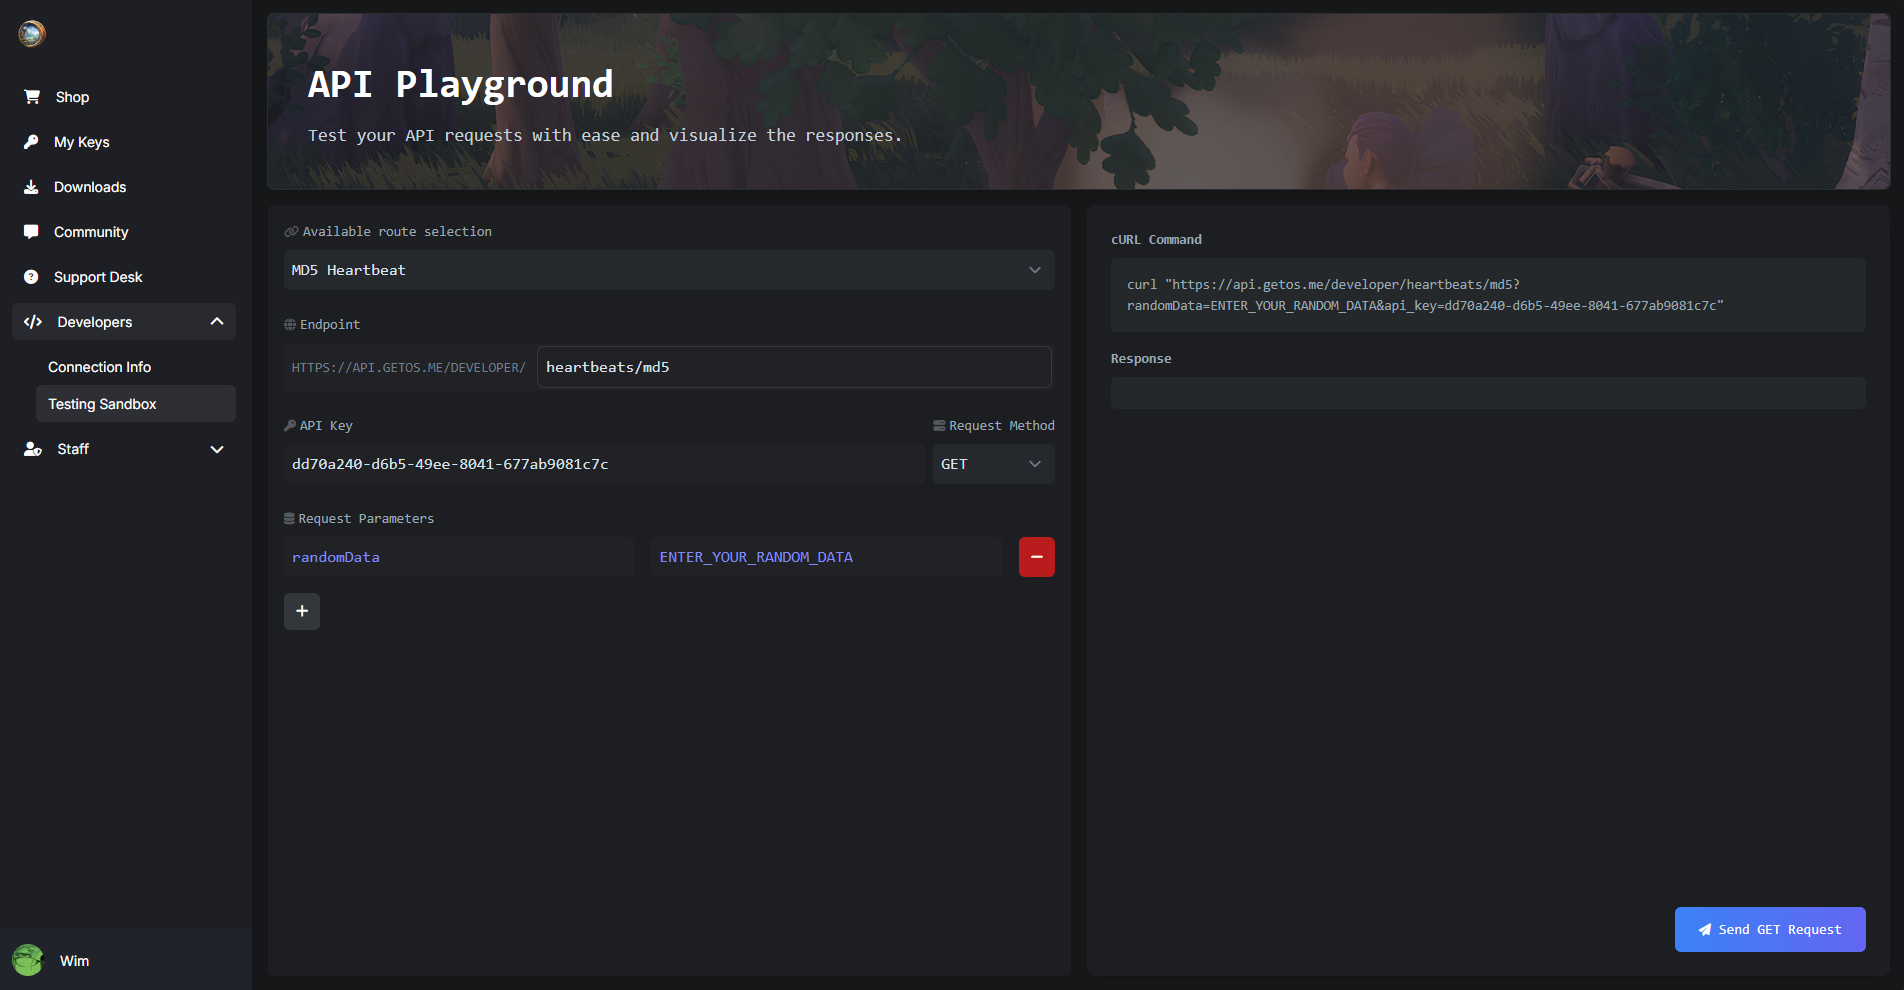 Shop
My Keys
Downloads
Community
Support Desk
Developers
Connection Info
Testing Sandbox
Staff
Wim
API Playground
Test your API requests with ease and visualize the responses.
Available route selection
MD5 Heartbeat
Endpoint
HTTPS://API.GETOS.ME/DEVELOPER/ heartbeats/md5
API Key Request Method
dd70a240-d6b5-49ee-8041-677ab9081c7c GET
Request Parameters
randomData ENTER_YOUR_RANDOM_DATA
cURL Command
curl "https://api.getos.me/developer/heartbeats/md5?
randomData=ENTER_YOUR_RANDOM_DATA&api_key=dd70a240-d6b5-49ee-8041-677ab9081c7c"
Response
Send GET Request